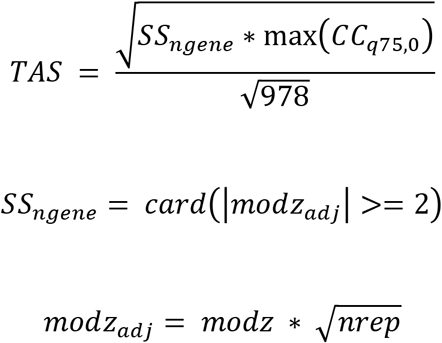 TAS = √(SS_ngene * max(CC_q75,0)) / √978
SS_ngene = card(|modz_adj| >= 2)
modz_adj = modz * √nrep